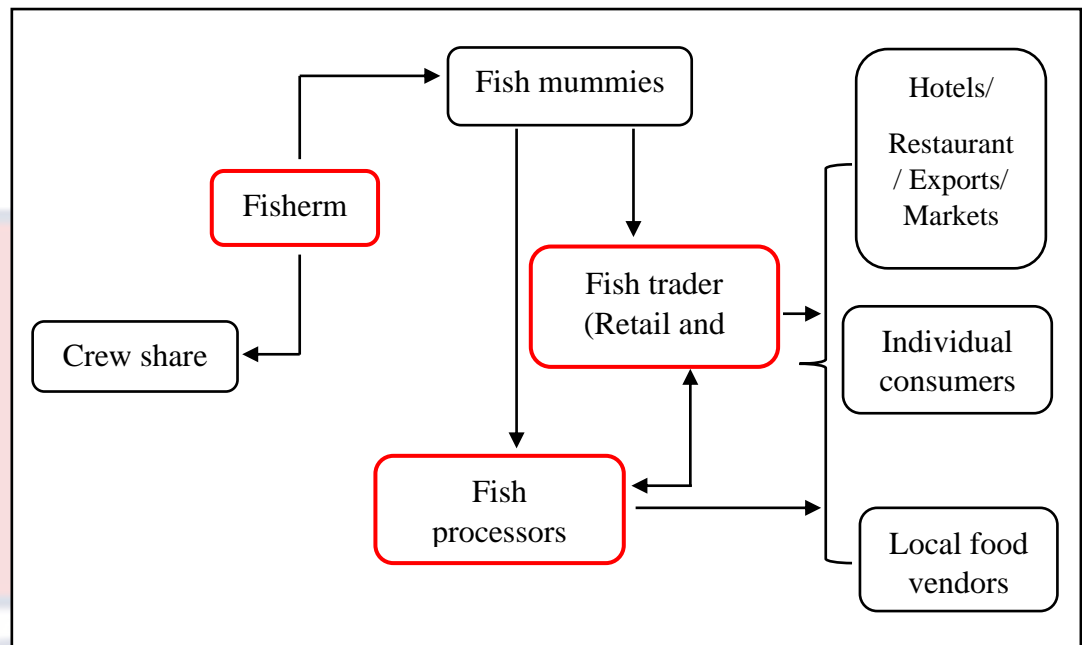 Fish mummies
Hotels/
Restaurant
/ Exports/
Markets
Fisherm
Fish trader
(Retail and
Crew share
Individual
consumers
Fish
processors
Local food
vendors